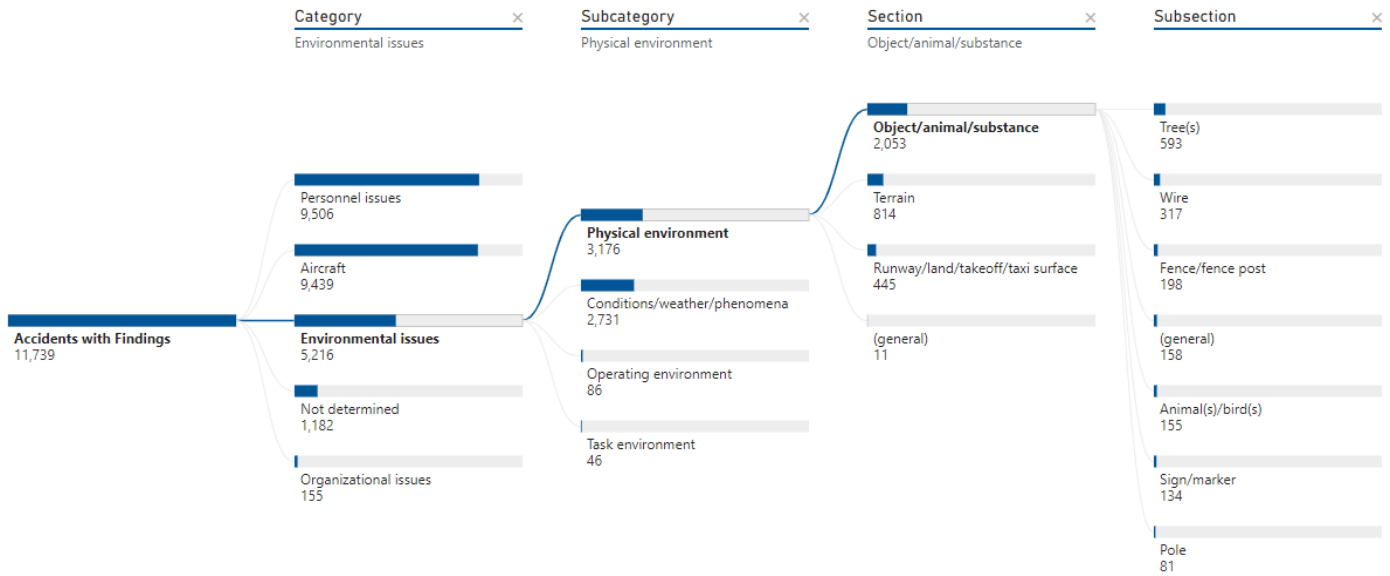 Category ×
Environmental issues
Subcategory ×
Physical environment
Section ×
Object/animal/substance
Subsection ×
Accidents with Findings
11,739
Personnel issues
9,506
Aircraft
9,439
Environmental issues
5,216
Not determined
1,182
Organizational issues
155
Physical environment
3,176
Conditions/weather/phenomena
2,731
Operating environment
86
Task environment
46
Object/animal/substance
2,053
Terrain
814
Runway/land/takeoff/taxi surface
445
(general)
11
Tree(s)
593
Wire
317
Fence/fence post
198
(general)
158
Animal(s)/bird(s)
155
Sign/marker
134
Pole
81